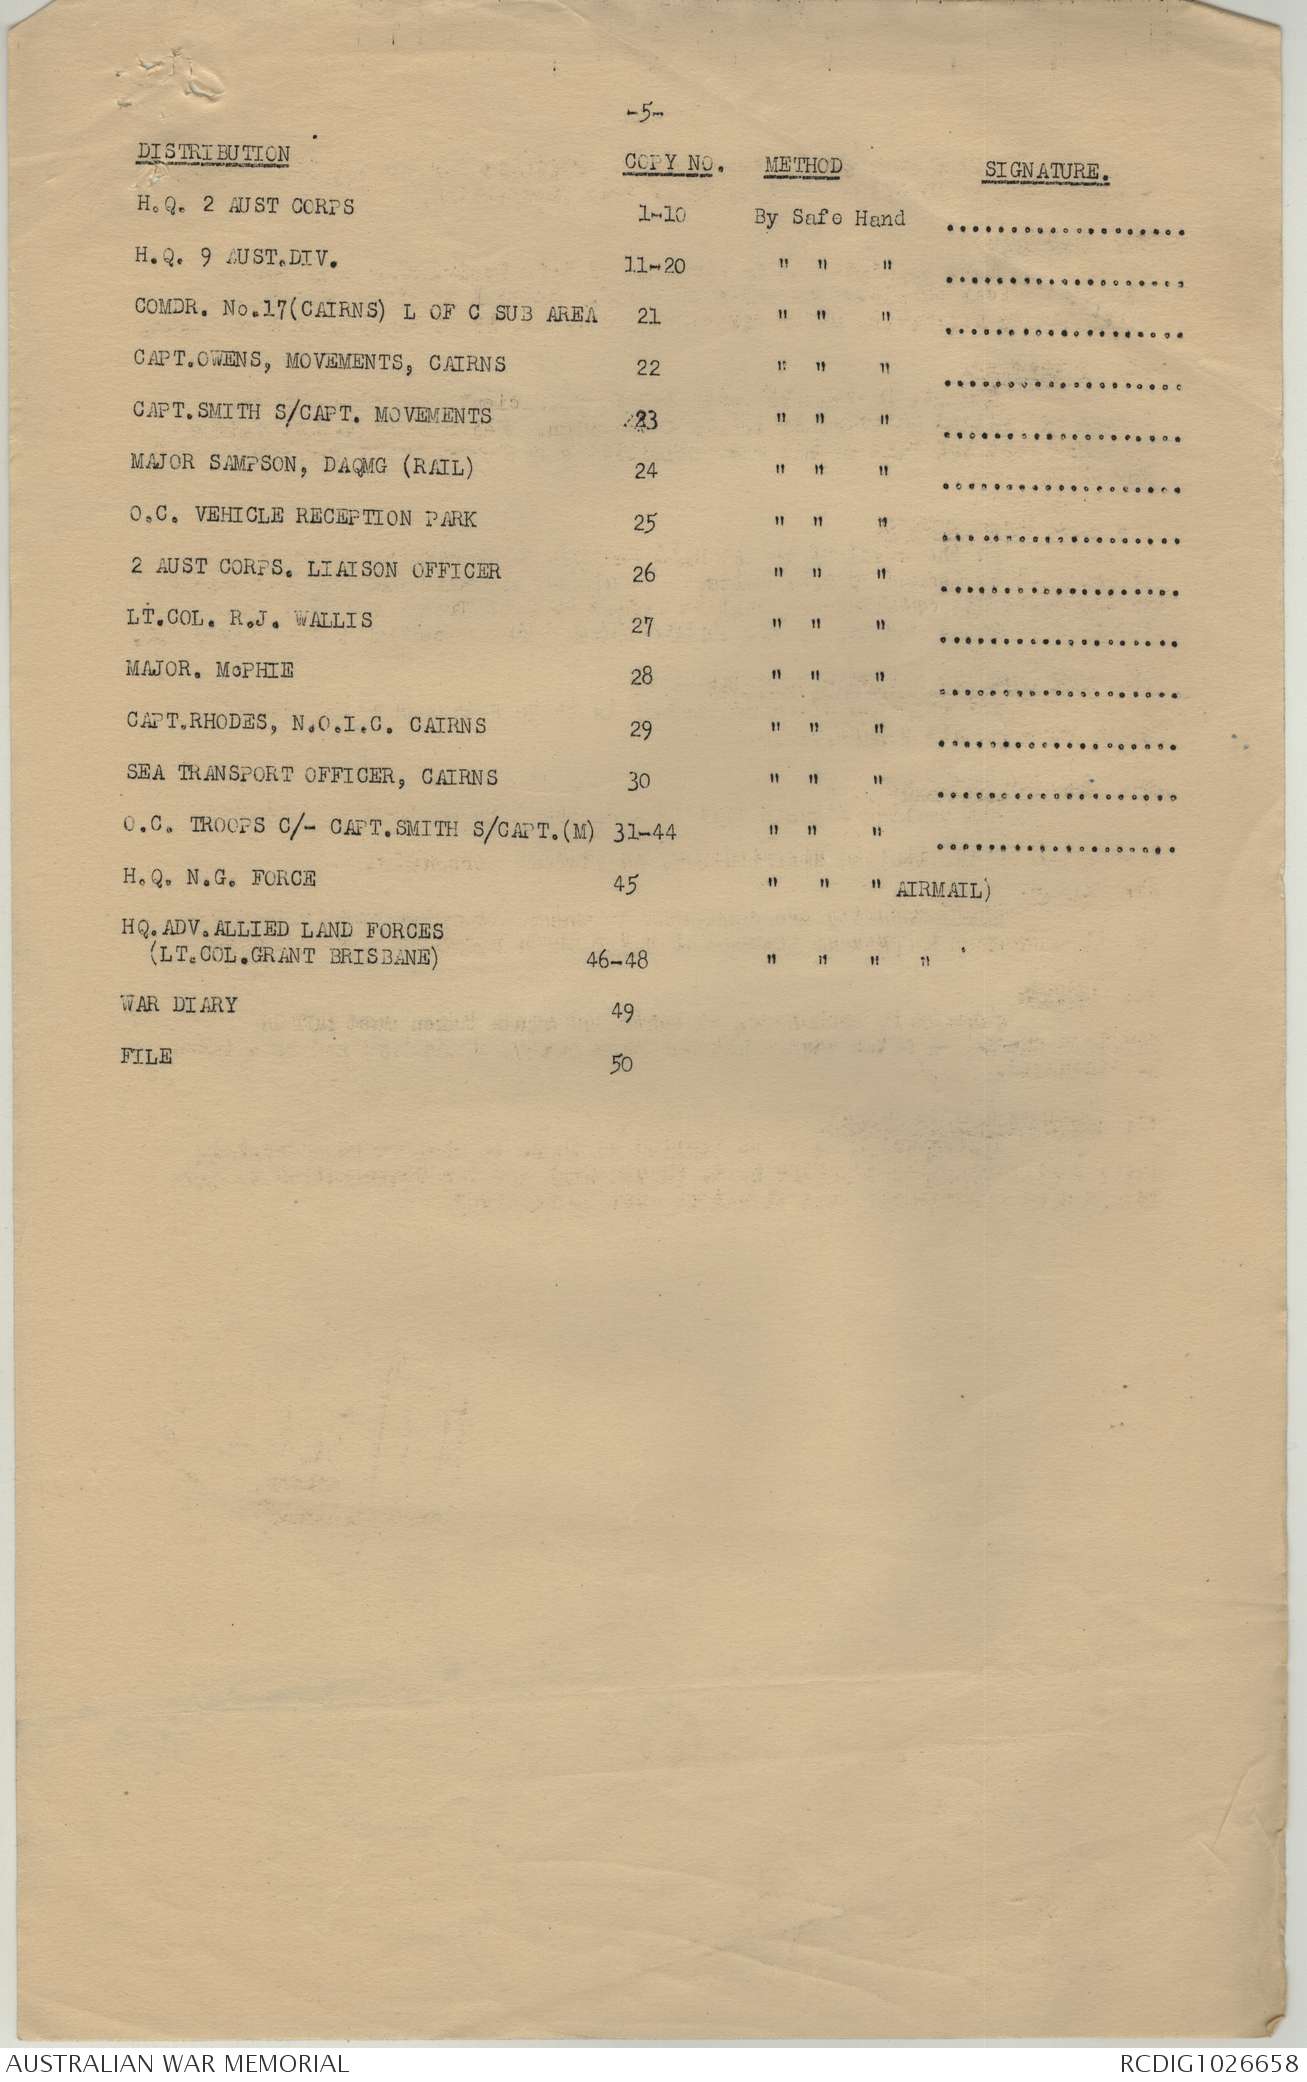 -5-
DISTRIBUTION COPY NO. METHOD SIGNATURE.
H.Q. 2 AUST CORPS 1-10 By Safe Hand ...................
H.Q. 9 AUST.DIV. 11-20 " " " ...................
COMDR. No.17(CAIRNS) L OF C SUB AREA 21 " " " ...................
CAPT.OWENS, MOVEMENTS, CAIRNS 22 " " " ...................
CAPT.SMITH S/CAPT. MOVEMENTS 23 " " " ...................
MAJOR SAMPSON, DAQMG (RAIL) 24 " " " ...................
O.C. VEHICLE RECEPTION PARK 25 " " " ...................
2 AUST CORPS. LIAISON OFFICER 26 " " " ...................
LT.COL. R.J. WALLIS 27 " " " ...................
MAJOR. McPHIE 28 " " " ...................
CAPT.RHODES, N.O.I.C. CAIRNS 29 " " " ...................
SEA TRANSPORT OFFICER, CAIRNS 30 " " " ...................
O.C. TROOPS C/- CAPT.SMITH S/CAPT.(M) 31-44 " " " ...................
H.Q. N.G. FORCE 45 " " " AIRMAIL)
HQ.ADV.ALLIED LAND FORCES
(LT.COL.GRANT BRISBANE) 46-48 " " " "
WAR DIARY 49
FILE 50
AUSTRALIAN WAR MEMORIAL RCDIG1026658